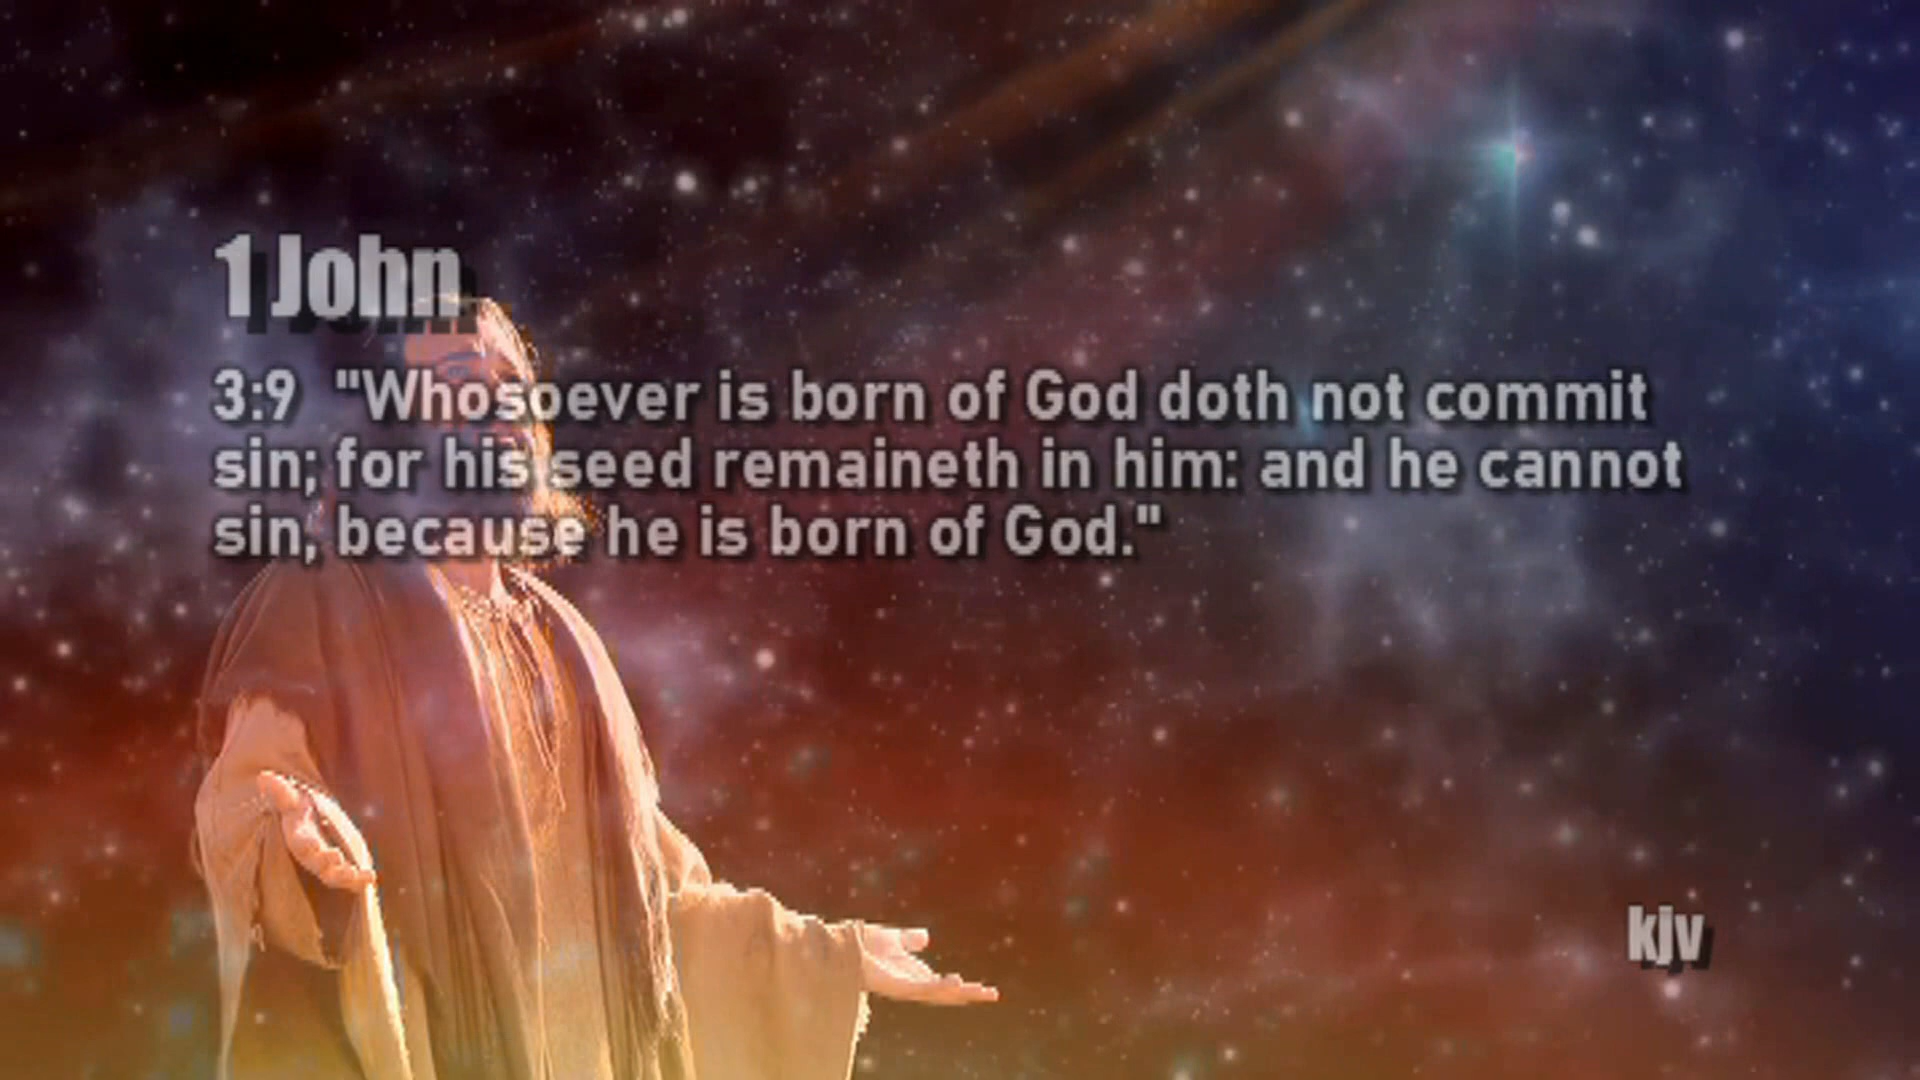 1 John
3:9 "Whosoever is born of God doth not commit
sin; for his seed remaineth in him: and he cannot
sin, because he is born of God."
kjv